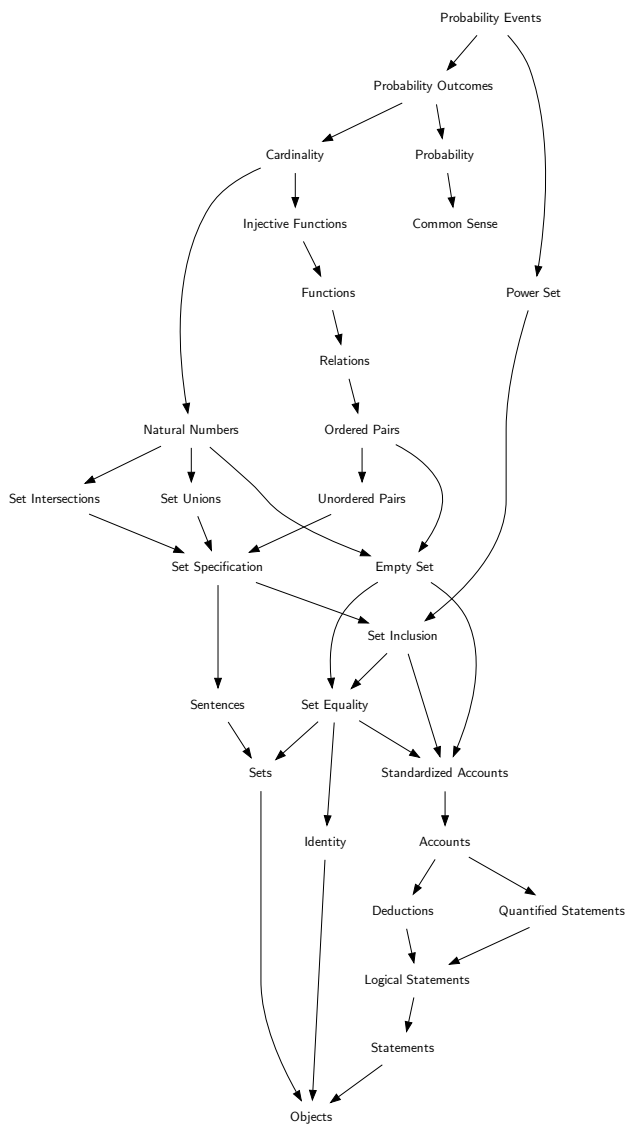 Probability Events
Probability Outcomes
Cardinality
Probability
Injective Functions
Common Sense
Functions
Power Set
Relations
Natural Numbers
Ordered Pairs
Set Intersections
Set Unions
Unordered Pairs
Set Specification
Empty Set
Set Inclusion
Sentences
Set Equality
Sets
Standardized Accounts
Identity
Accounts
Deductions
Quantified Statements
Logical Statements
Statements
Objects